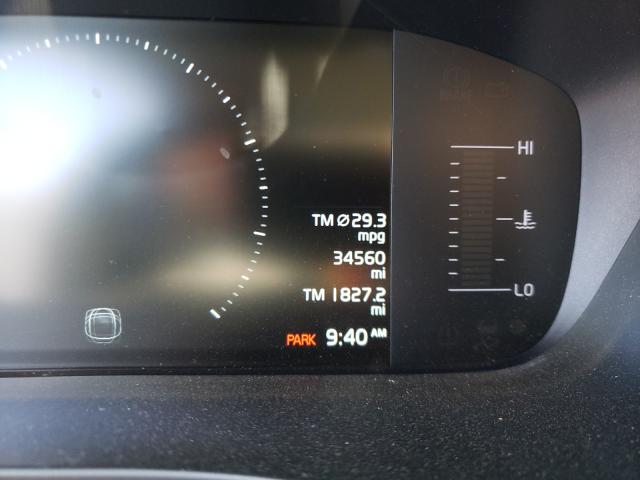 HI
TM Ø29.3
mpg
34560
mi
TM 1827.2
mi
LO
PARK 9:40 AM